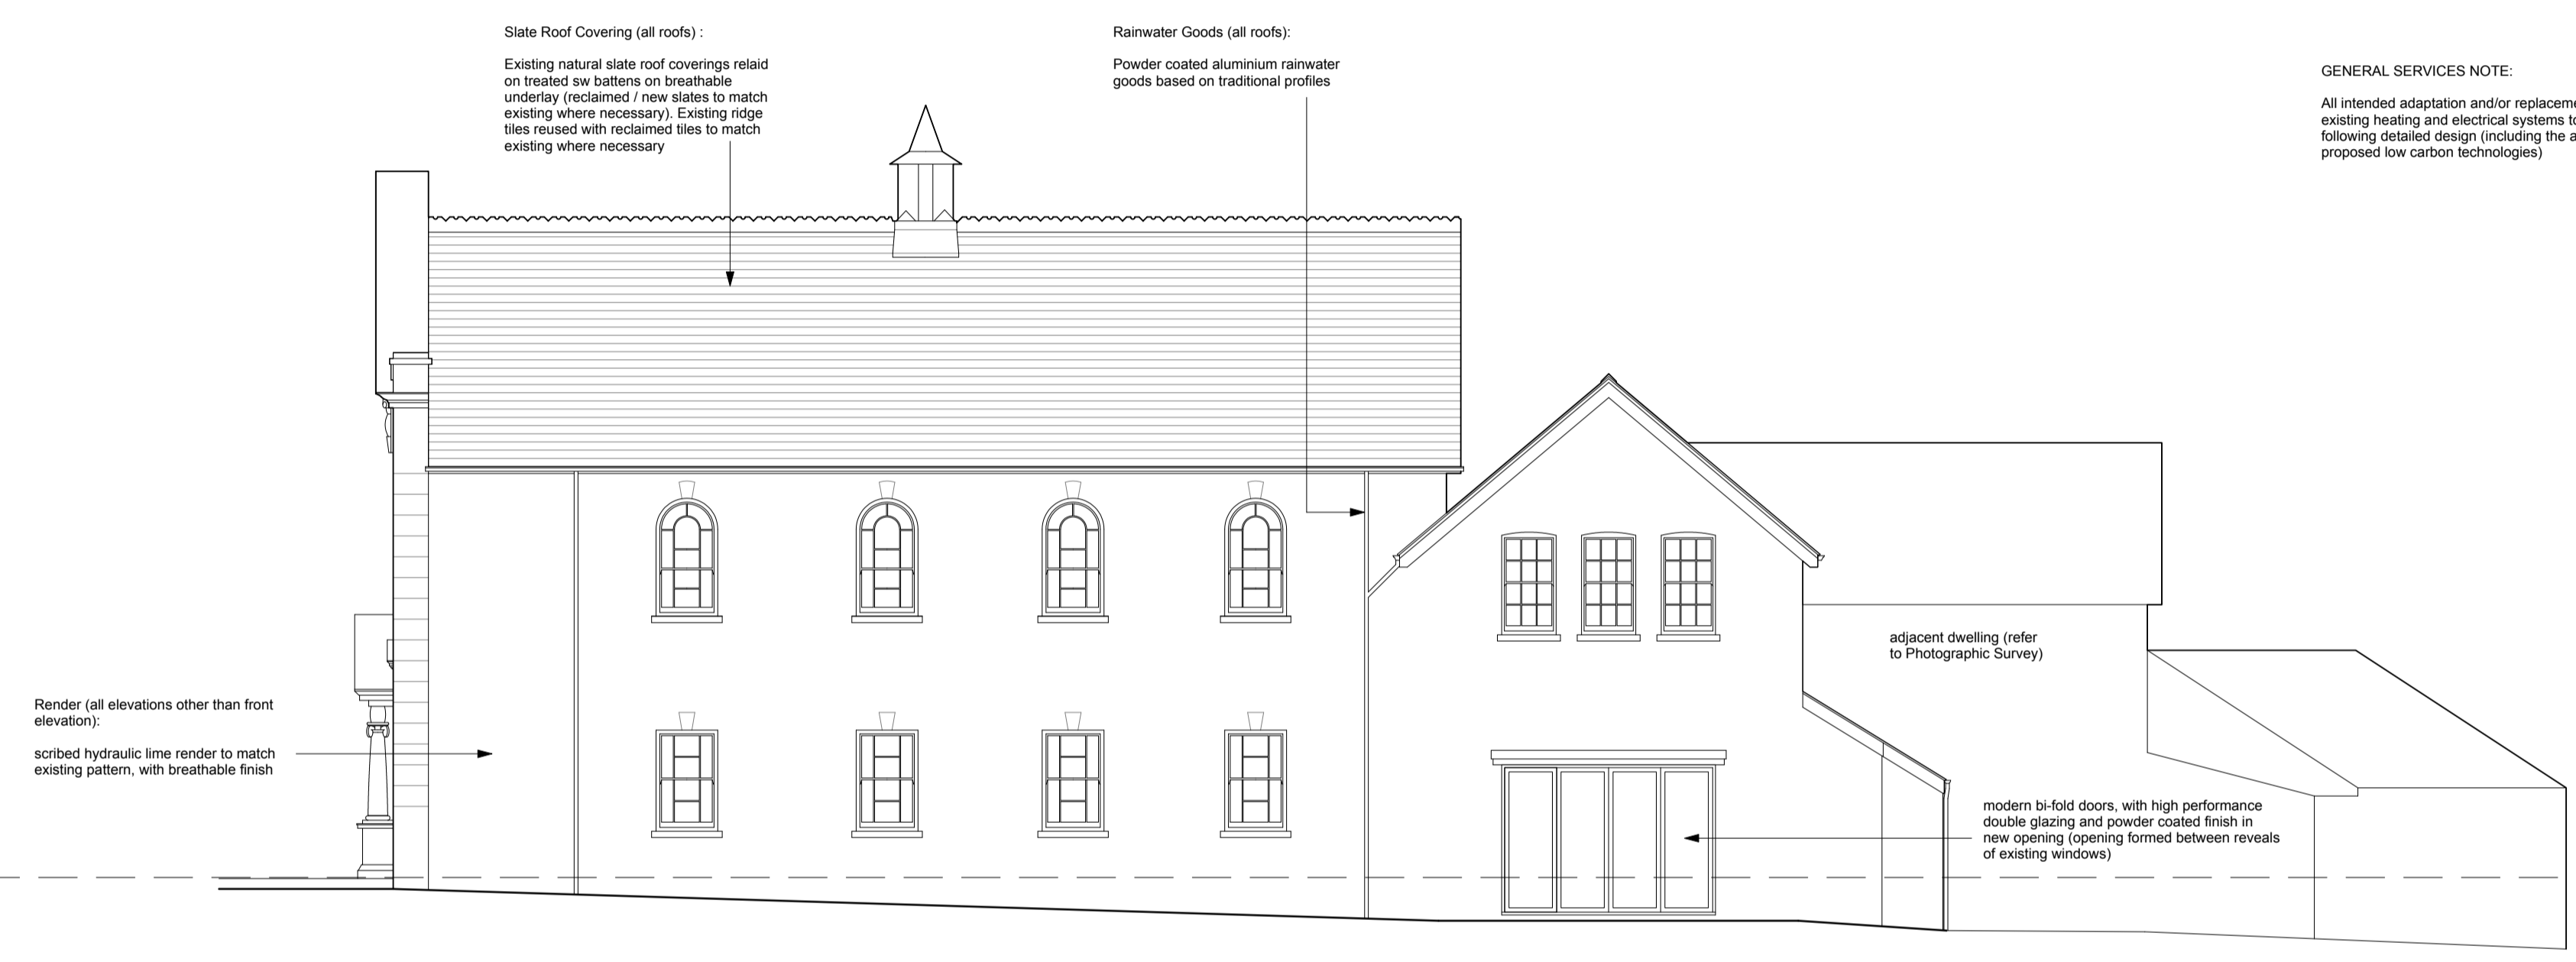 Slate Roof Covering (all roofs) :
Existing natural slate roof coverings relaid
on treated sw battens on breathable
underlay (reclaimed / new slates to match
existing where necessary). Existing ridge
tiles reused with reclaimed tiles to match
existing where necessary
Rainwater Goods (all roofs):
Powder coated aluminium rainwater
goods based on traditional profiles
GENERAL SERVICES NOTE:
All intended adaptation and/or
existing heating and electrical systems
following detailed design (including the
proposed low carbon technologies)
adjacent dwelling (refer
to Photographic Survey)
Render (all elevations other than front
elevation):
scribed hydraulic lime render to match
existing pattern, with breathable finish
modern bi-fold doors, with high performance
double glazing and powder coated finish in
new opening (opening formed between reveals
of existing windows)